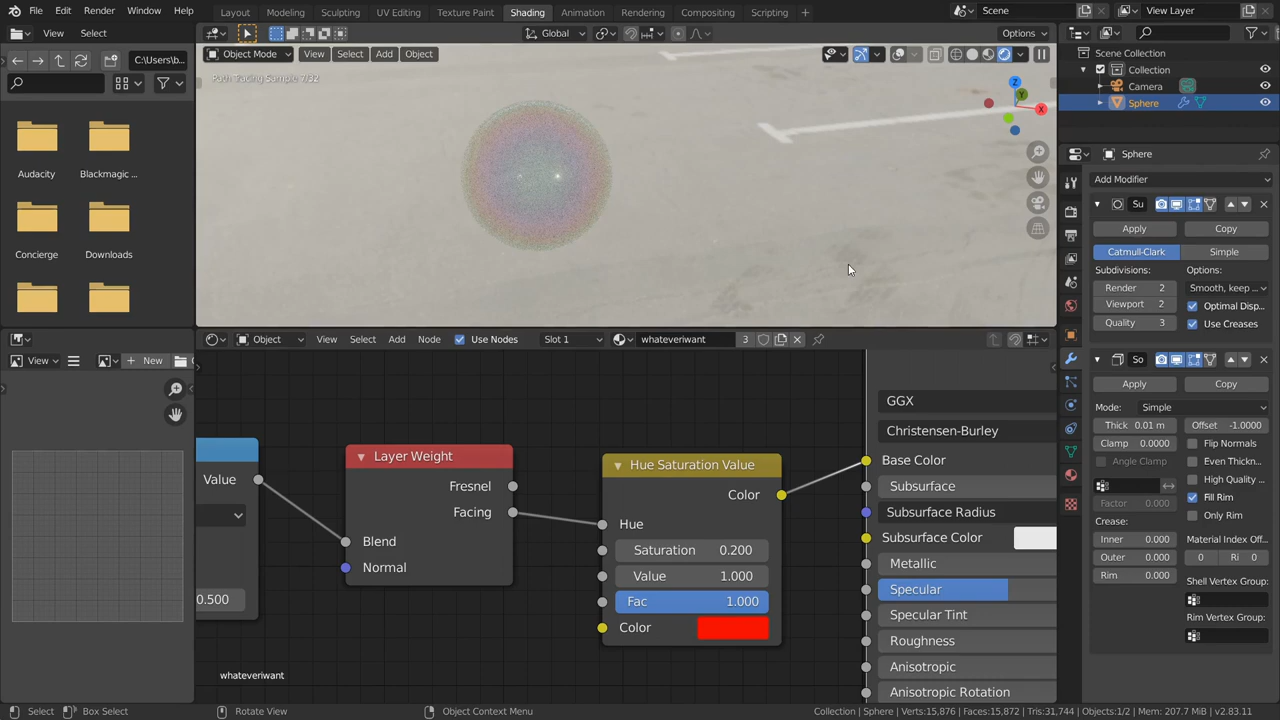 File Edit Render Window Help
Layout Modeling Sculpting UV Editing Texture Paint Shading Animation Rendering Compositing Scripting +
Scene View Layer
View Select
Global Options
C:\Users\b...
Object Mode View Select Add Object
Path Tracing Sample 7/32
Audacity Blackmagic ...
Concierge Downloads
Z
Y
X
Scene Collection
Collection
Camera
Sphere
Sphere
Add Modifier
Su
Apply Copy
Catmull-Clark Simple
Subdivisions: Options:
Render 2 Smooth, keep ...
Viewport 2 Optimal Disp...
Quality 3 Use Creases
So
Apply Copy
Mode: Simple
Thick 0.01 m Offset -1.0000
Clamp 0.0000 Flip Normals
Angle Clamp Even Thickn...
High Quality ...
Factor 0.000 Fill Rim
Crease: Only Rim
Inner 0.000 Material Index Off...
Outer 0.000 0 Ri 0
Rim 0.000 Shell Vertex Group:
Rim Vertex Group:
View New
Object View Select Add Node Use Nodes Slot 1 whateveriwant 3
Value
0.500
Layer Weight
Fresnel
Facing
Blend
Normal
Hue Saturation Value
Color
Hue
Saturation 0.200
Value 1.000
Fac 1.000
Color
GGX
Christensen-Burley
Base Color
Subsurface
Subsurface Radius
Subsurface Color
Metallic
Specular
Specular Tint
Roughness
Anisotropic
Anisotropic Rotation
whateveriwant
Select Box Select Rotate View Object Context Menu
Collection | Sphere | Verts:15,876 | Faces:15,872 | Tris:31,744 | Objects:1/2 | Mem: 207.7 MiB | v2.83.11